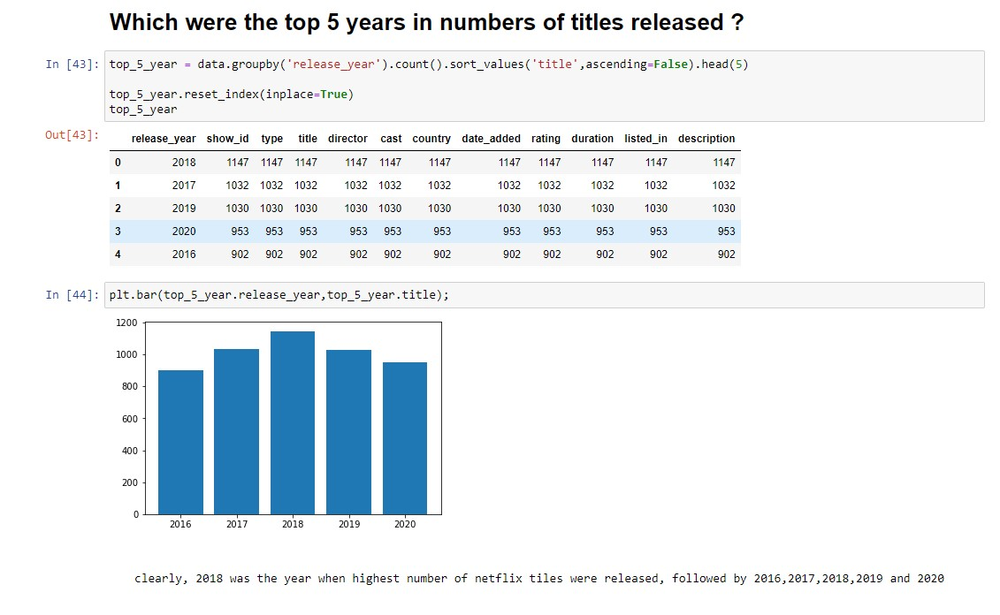 Which were the top 5 years in numbers of titles released ?
In [43]: top_5_year = data.groupby('release_year').count().sort_values('title',ascending=False).head(5)
top_5_year.reset_index(inplace=True)
top_5_year
Out[43]:
release_year show_id type title director cast country date_added rating duration listed_in description
0 2018 1147 1147 1147 1147 1147 1147 1147 1147 1147 1147 1147
1 2017 1032 1032 1032 1032 1032 1032 1032 1032 1032 1032 1032
2 2019 1030 1030 1030 1030 1030 1030 1030 1030 1030 1030 1030
3 2020 953 953 953 953 953 953 953 953 953 953 953
4 2016 902 902 902 902 902 902 902 902 902 902 902
In [44]: plt.bar(top_5_year.release_year,top_5_year.title);
1200
1000
800
600
400
200
0
2016 2017 2018 2019 2020
clearly, 2018 was the year when highest number of netflix tiles were released, followed by 2016,2017,2018,2019 and 2020